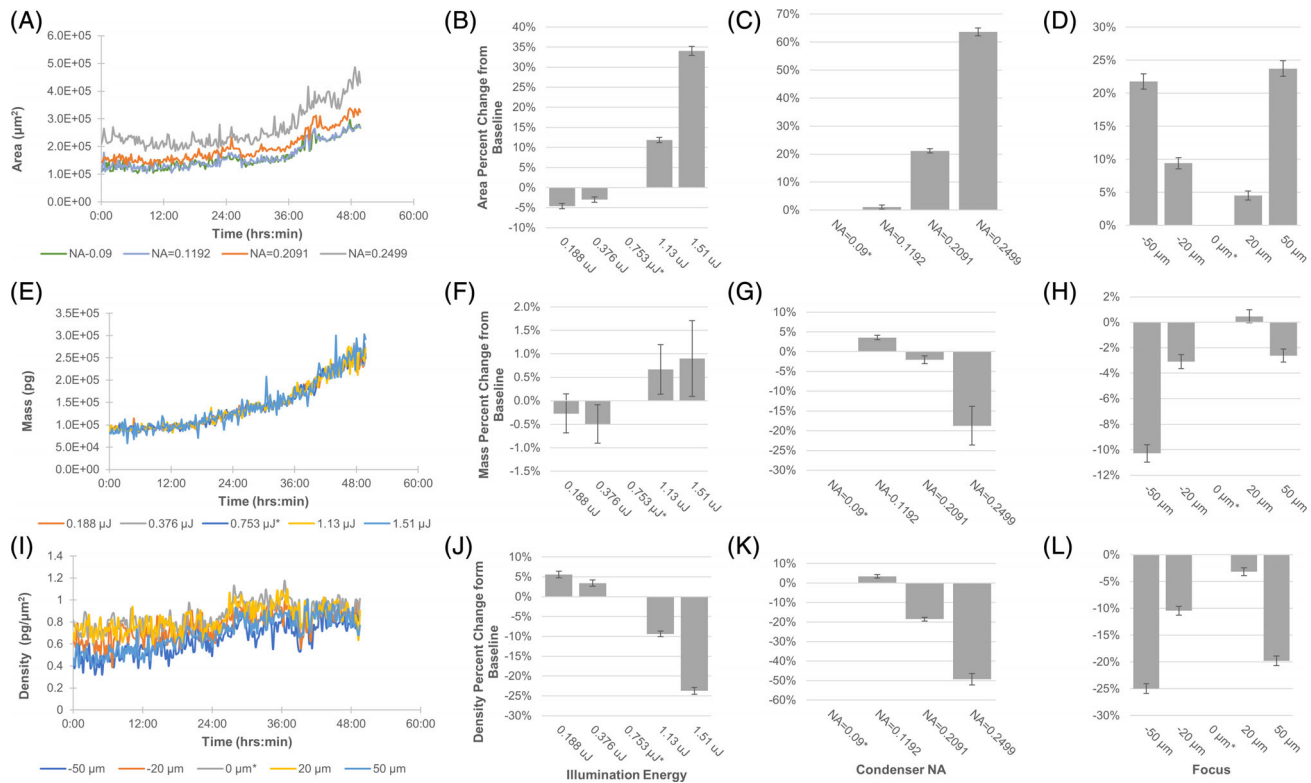 (A)
6.0E+05
5.0E+05
4.0E+05
3.0E+05
2.0E+05
1.0E+05
0.0E+00
Area (µm²)
0:00 12:00 24:00 36:00 48:00 60:00
Time (hrs:min)
NA-0.09 NA=0.1192 NA=0.2091 NA=0.2499
(B)
40%
35%
30%
25%
20%
15%
10%
5%
0%
-5%
-10%
Area Percent Change from
Baseline
0.188 uJ
0.376 uJ
0.753 µJ*
1.13 uJ
1.51 uJ
(C)
70%
60%
50%
40%
30%
20%
10%
0%
NA=0.09*
NA=0.1192
NA=0.2091
NA=0.2499
(D)
30%
25%
20%
15%
10%
5%
0%
-50 µm
-20 µm
0 µm*
20 µm
50 µm
(E)
3.5E+05
3.0E+05
2.5E+05
2.0E+05
1.5E+05
1.0E+05
5.0E+04
0.0E+00
Mass (pg)
0:00 12:00 24:00 36:00 48:00 60:00
Time (hrs:min)
0.188 µJ 0.376 µJ 0.753 µJ* 1.13 µJ 1.51 µJ
(F)
2.0%
1.5%
1.0%
0.5%
0.0%
-0.5%
-1.0%
-1.5%
Mass Percent Change from
Baseline
0.188 uJ
0.376 uJ
0.753 µJ*
1.13 uJ
1.51 uJ
(G)
15%
10%
5%
0%
-5%
-10%
-15%
-20%
-25%
-30%
NA=0.09*
NA-0.1192
NA=0.2091
NA=0.2499
(H)
2%
0%
-2%
-4%
-6%
-8%
-10%
-12%
-50 µm
-20 µm
0 µm*
20 µm
50 µm
(I)
1.4
1.2
1
0.8
0.6
0.4
0.2
0
Density (pg/µm²)
0:00 12:00 24:00 36:00 48:00 60:00
Time (hrs:min)
-50 µm -20 µm 0 µm* 20 µm 50 µm
(J)
10%
5%
0%
-5%
-10%
-15%
-20%
-25%
-30%
Density Percent Change form
Baseline
0.188 uJ
0.376 uJ
0.753 µJ*
1.13 uJ
1.51 uJ
Illumination Energy
(K)
10%
0%
-10%
-20%
-30%
-40%
-50%
-60%
NA=0.09*
NA=0.1192
NA=0.2091
NA=0.2499
Condenser NA
(L)
0%
-5%
-10%
-15%
-20%
-25%
-30%
-50 µm
-20 µm
0 µm*
20 µm
50 µm
Focus